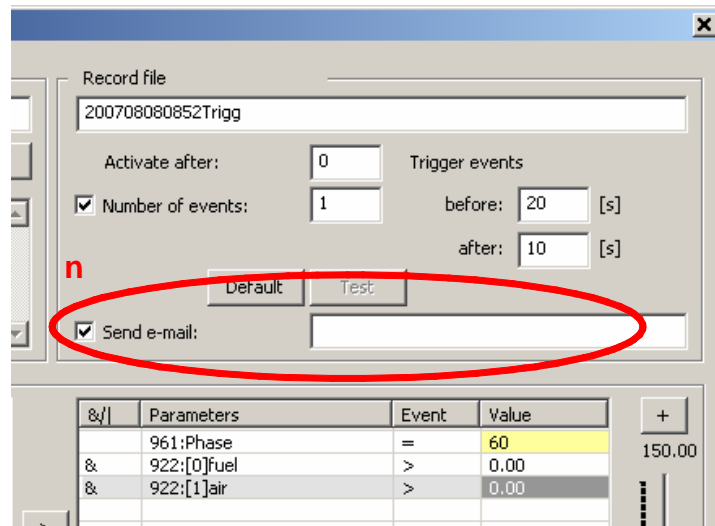 Record file
200708080852Trigg
Activate after: 0 Trigger events
Number of events: 1 before: 20 [s]
after: 10 [s]
n
Default Test
Send e-mail:
&/| Parameters Event Value +
961:Phase = 60 150.00
& 922:[0]fuel > 0.00
& 922:[1]air > 0.00